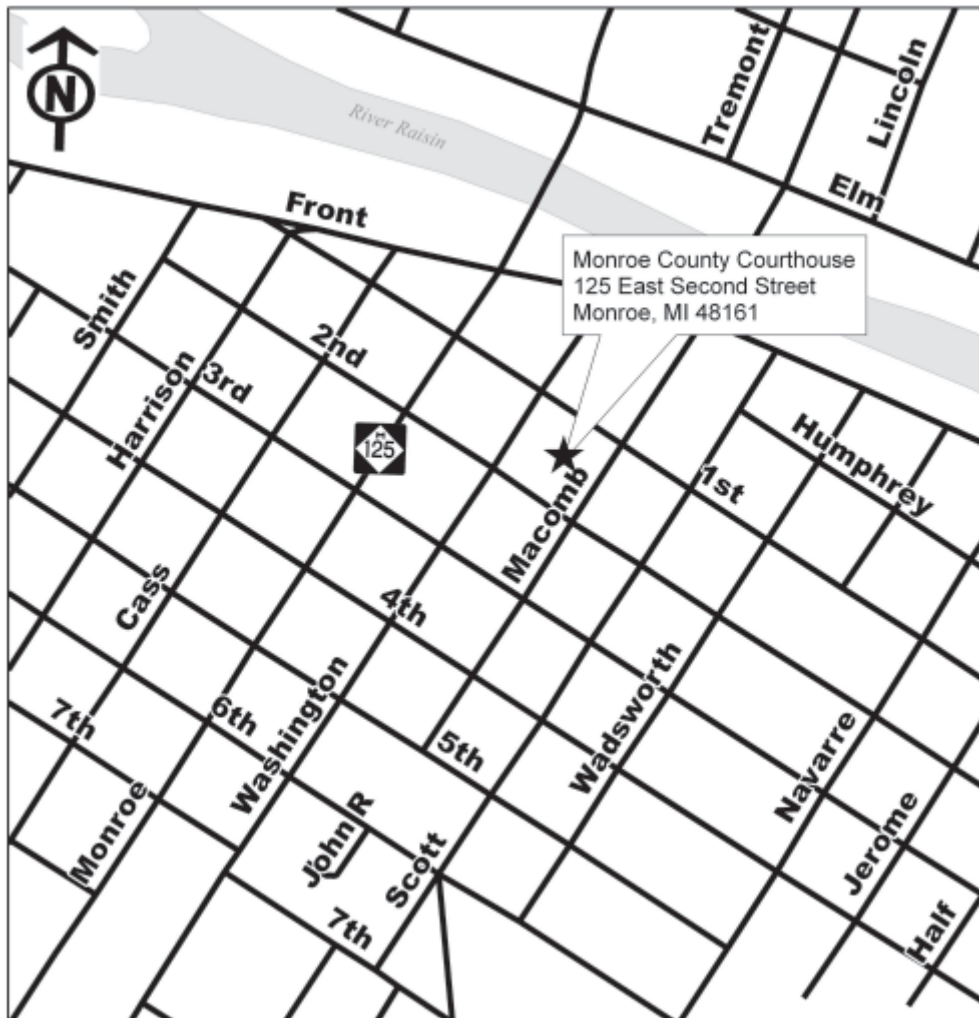 N
River Raisin
Tremont
Lincoln
Elm
Front
Monroe County Courthouse
125 East Second Street
Monroe, MI 48161
Smith
2nd
Harrison
3rd
M
125
Humphrey
1st
Macomb
Cass
4th
Washington
Wadsworth
7th
6th
5th
Navarre
Monroe
John R
Scott
Jerome
7th
Half